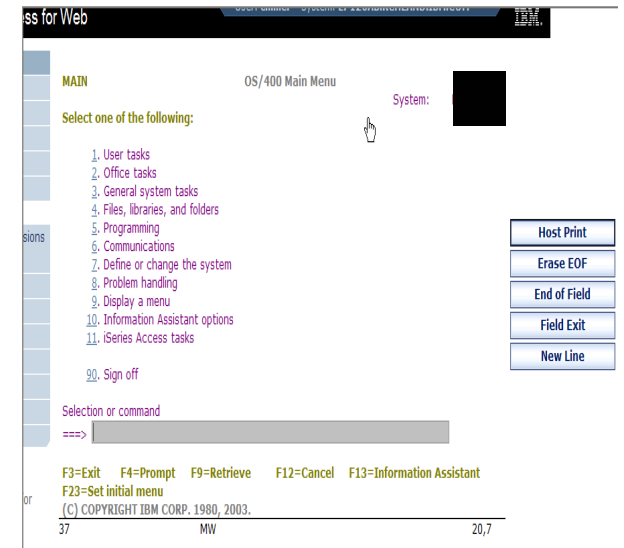 ess for Web
IBM.
MAIN OS/400 Main Menu
System:
Select one of the following:
1. User tasks
2. Office tasks
3. General system tasks
4. Files, libraries, and folders
5. Programming
6. Communications
7. Define or change the system
8. Problem handling
9. Display a menu
10. Information Assistant options
11. iSeries Access tasks
90. Sign off
Selection or command
===>
F3=Exit F4=Prompt F9=Retrieve F12=Cancel F13=Information Assistant
F23=Set initial menu
(C) COPYRIGHT IBM CORP. 1980, 2003.
37 MW 20,7
sions
or
Host Print
Erase EOF
End of Field
Field Exit
New Line